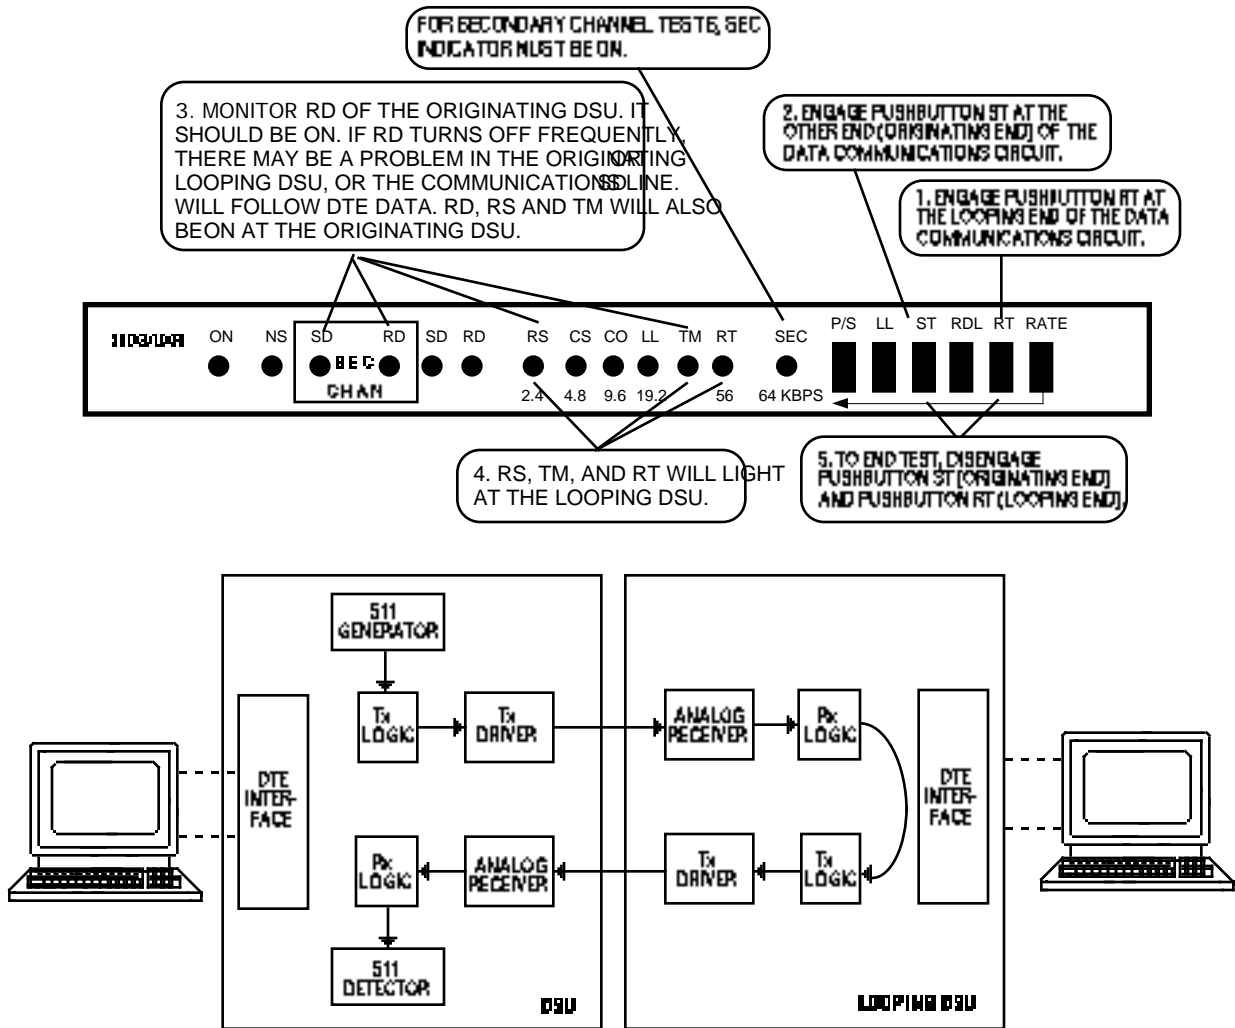 FOR SECONDARY CHANNEL TESTS, SEC
INDICATOR MUST BE ON.
3. MONITOR RD OF THE ORIGINATING DSU. IT
SHOULD BE ON. IF RD TURNS OFF FREQUENTLY,
THERE MAY BE A PROBLEM IN THE ORIGINATING
LOOPING DSU, OR THE COMMUNICATIONS LINE.
WILL FOLLOW DTE DATA. RD, RS AND TM WILL ALSO
BEON AT THE ORIGINATING DSU.
2. ENGAGE PUSHBUTTON ST AT THE
OTHER END (ORIGINATING END) OF THE
DATA COMMUNICATIONS CIRCUIT.
1. ENGAGE PUSHBUTTON RT AT
THE LOOPING END OF THE DATA
COMMUNICATIONS CIRCUIT.
ON NS SD RD SD RD RS CS CO LL TM RT SEC P/S LL ST RDL RT RATE
SEC
CHAN
2.4 4.8 9.6 19.2 56 64 KBPS
4. RS, TM, AND RT WILL LIGHT
AT THE LOOPING DSU.
5. TO END TEST, DISENGAGE
PUSHBUTTON ST (ORIGINATING END)
AND PUSHBUTTON RT (LOOPING END).
511
GENERATOR
Tx
LOGIC
Tx
DRIVER
ANALOG
RECEIVER
Rx
LOGIC
DTE
INTER-
FACE
DTE
INTER-
FACE
Rx
LOGIC
ANALOG
RECEIVER
Tx
DRIVER
Tx
LOGIC
511
DETECTOR
DSU
LOOPING DSU